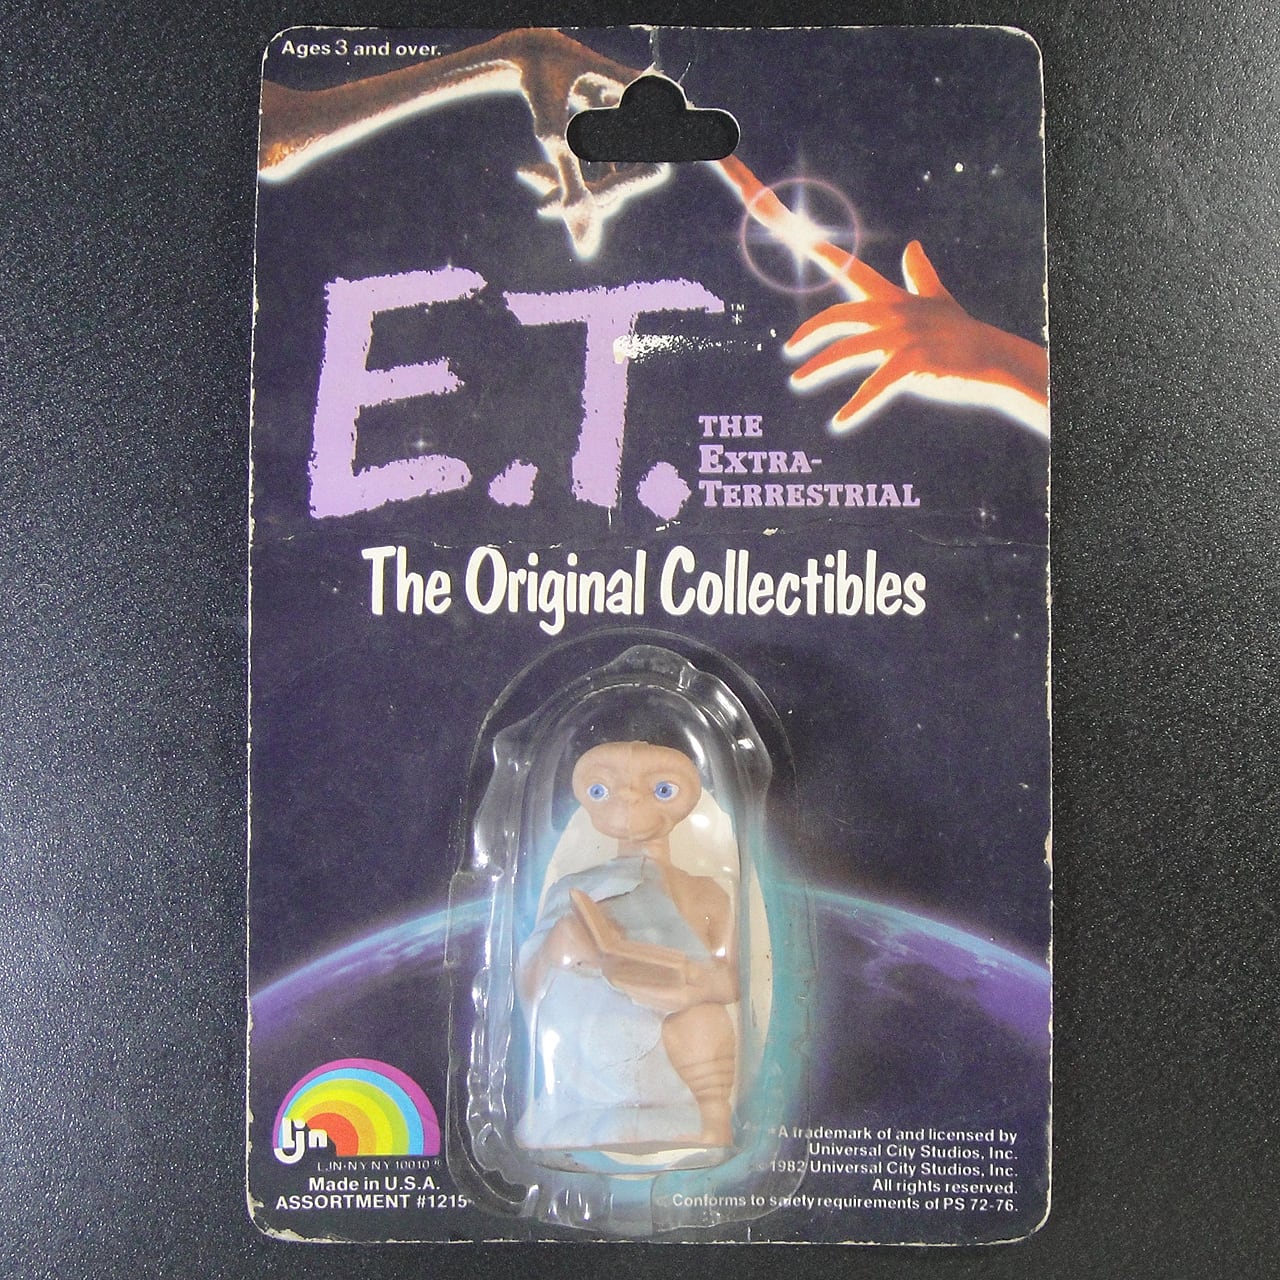 Ages 3 and over.
E.T.™
*
THE
EXTRA-
TERRESTRIAL
The Original Collectibles
ljn
LJN·NY NY 10010
Made in U.S.A.
ASSORTMENT #1215
*A trademark of and licensed by
Universal City Studios, Inc.
©1982 Universal City Studios, Inc.
All rights reserved.
Conforms to safety requirements of PS 72-76.